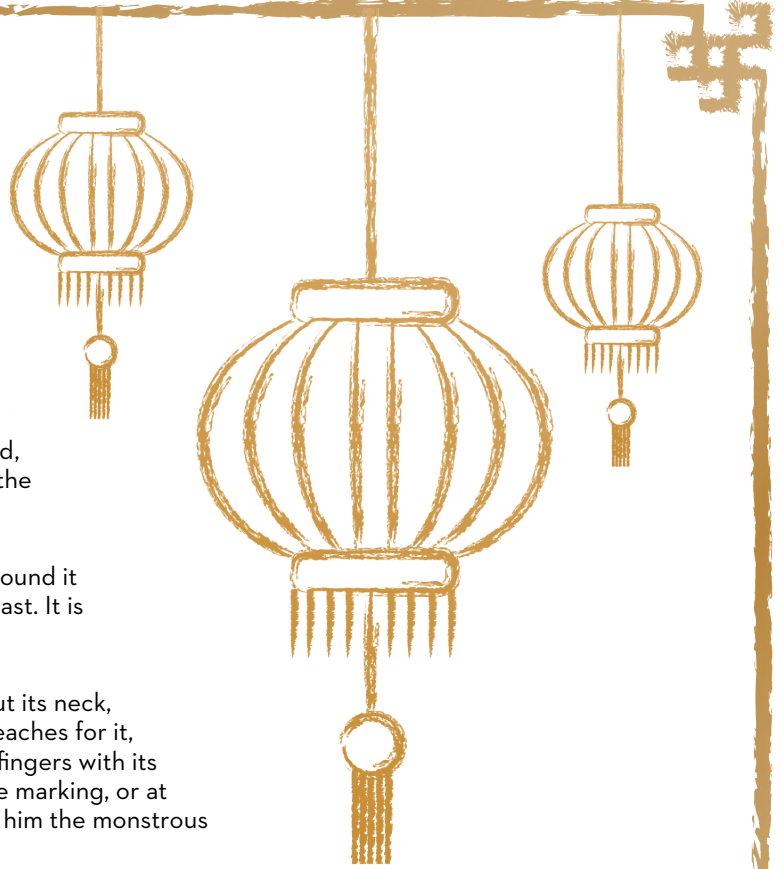 d,
the
ound it
ast. It is
ut its neck,
eaches for it,
fingers with its
e marking, or at
him the monstrous